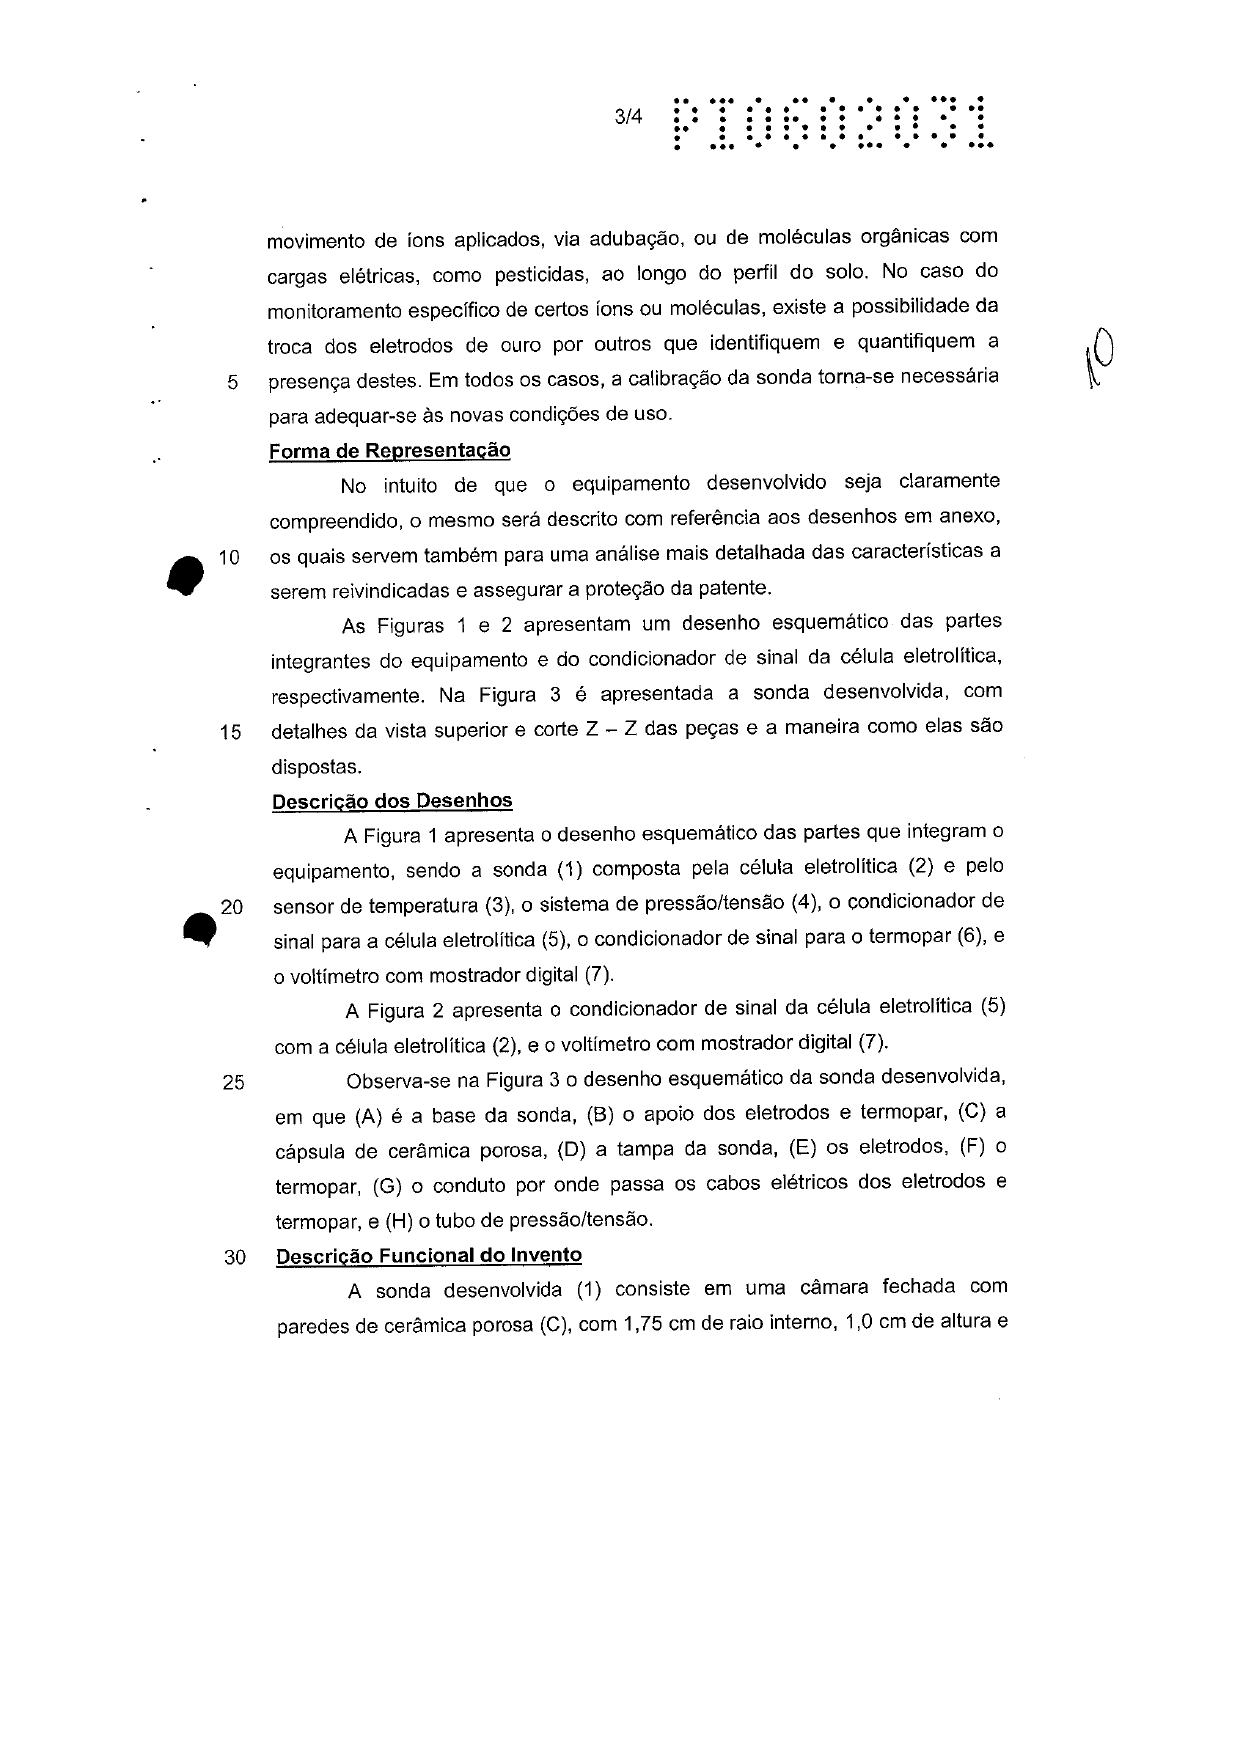 3/4 PI0602031
movimento de íons aplicados, via adubação, ou de moléculas orgânicas com
cargas elétricas, como pesticidas, ao longo do perfil do solo. No caso do
monitoramento específico de certos íons ou moléculas, existe a possibilidade da
troca dos eletrodos de ouro por outros que identifiquem e quantifiquem a
5 presença destes. Em todos os casos, a calibração da sonda torna-se necessária
para adequar-se às novas condições de uso.
Forma de Representação
No intuito de que o equipamento desenvolvido seja claramente
compreendido, o mesmo será descrito com referência aos desenhos em anexo,
10 os quais servem também para uma análise mais detalhada das características a
serem reivindicadas e assegurar a proteção da patente.
As Figuras 1 e 2 apresentam um desenho esquemático das partes
integrantes do equipamento e do condicionador de sinal da célula eletrolítica,
respectivamente. Na Figura 3 é apresentada a sonda desenvolvida, com
15 detalhes da vista superior e corte Z – Z das peças e a maneira como elas são
dispostas.
Descrição dos Desenhos
A Figura 1 apresenta o desenho esquemático das partes que integram o
equipamento, sendo a sonda (1) composta pela célula eletrolítica (2) e pelo
20 sensor de temperatura (3), o sistema de pressão/tensão (4), o condicionador de
sinal para a célula eletrolítica (5), o condicionador de sinal para o termopar (6), e
o voltímetro com mostrador digital (7).
A Figura 2 apresenta o condicionador de sinal da célula eletrolítica (5)
com a célula eletrolítica (2), e o voltímetro com mostrador digital (7).
25 Observa-se na Figura 3 o desenho esquemático da sonda desenvolvida,
em que (A) é a base da sonda, (B) o apoio dos eletrodos e termopar, (C) a
cápsula de cerâmica porosa, (D) a tampa da sonda, (E) os eletrodos, (F) o
termopar, (G) o conduto por onde passa os cabos elétricos dos eletrodos e
termopar, e (H) o tubo de pressão/tensão.
30 Descrição Funcional do Invento
A sonda desenvolvida (1) consiste em uma câmara fechada com
paredes de cerâmica porosa (C), com 1,75 cm de raio interno, 1,0 cm de altura e